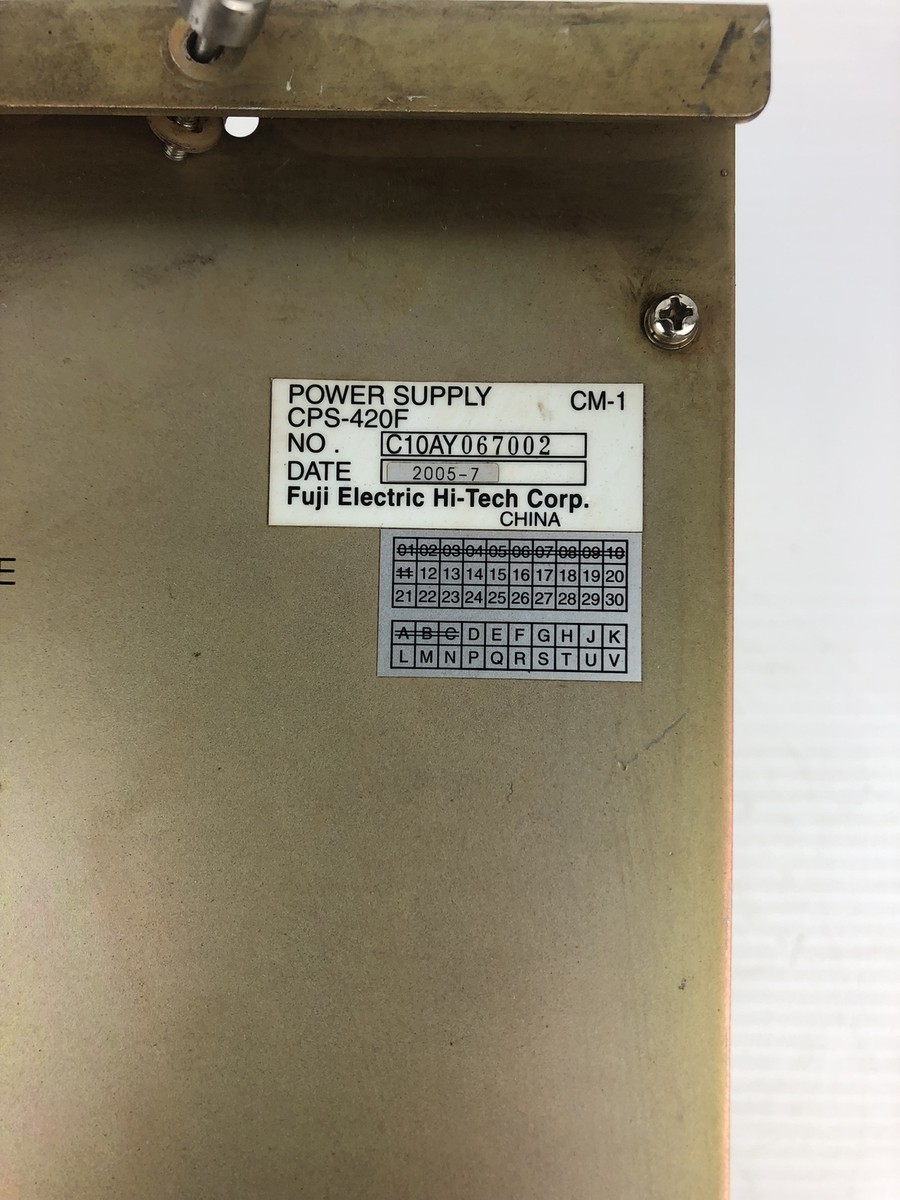 POWER SUPPLY CM-1
CPS-420F
NO. C10AY067002
DATE 2005-7
Fuji Electric Hi-Tech Corp.
CHINA
01 02 03 04 05 06 07 08 09 10
11 12 13 14 15 16 17 18 19 20
21 22 23 24 25 26 27 28 29 30
A B C D E F G H J K
L M N P Q R S T U V
E